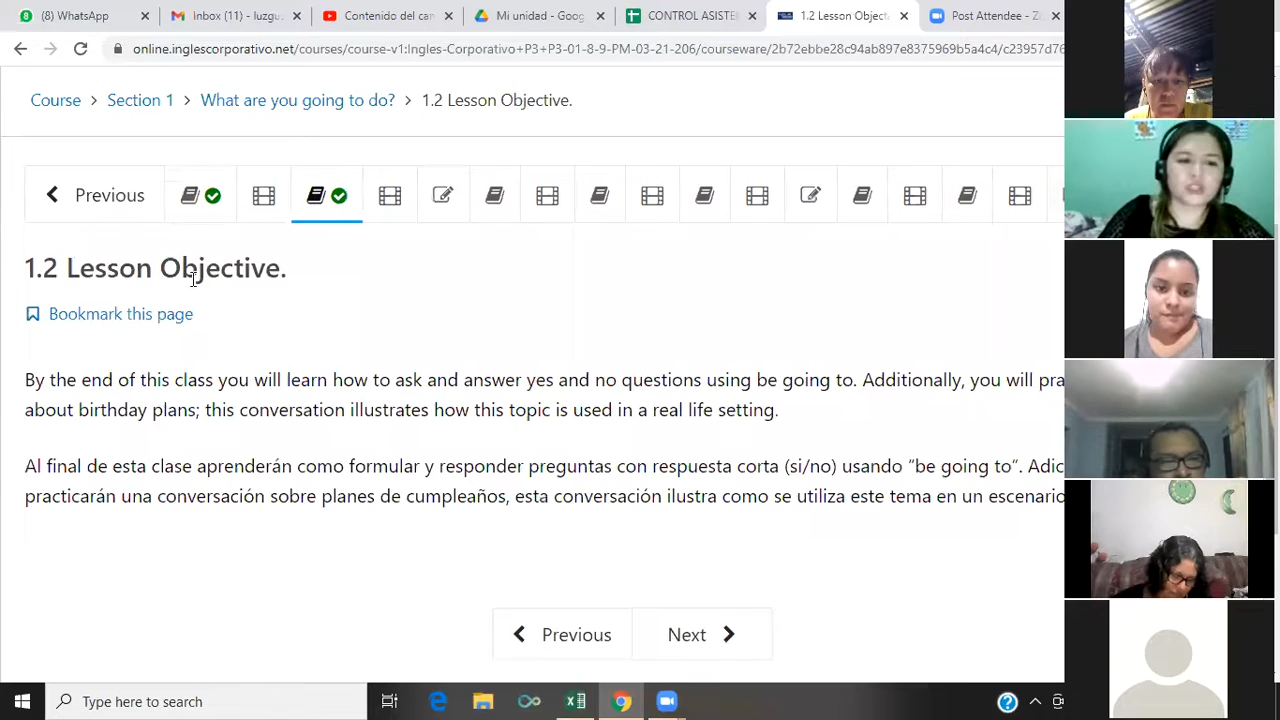 (8) WhatsApp
Inbox (11) - luzgu
Contenido del can
Mi unidad - Goog
CONTROL ASISTE
1.2 Lesson Object
Post Attendee - Z
online.inglescorporativo.net/courses/course-v1:Ingles-Corporativo+P3+P3-01-8-9-PM-03-21-206/courseware/2b72ebbe28c94ab897e8375969b5a4c4/c23957d76
Course > Section 1 > What are you going to do? > 1.2 Lesson Objective.
Previous
1.2 Lesson Objective.
Bookmark this page
By the end of this class you will learn how to ask and answer yes and no questions using be going to. Additionally, you will pra
about birthday plans; this conversation illustrates how this topic is used in a real life setting.
Al final de esta clase aprenderán como formular y responder preguntas con respuesta corta (si/no) usando “be going to”. Adic
practicarán una conversación sobre planes de cumpleaños, esta conversación ilustra como se utiliza este tema en un escenario
Previous
Next
Type here to search